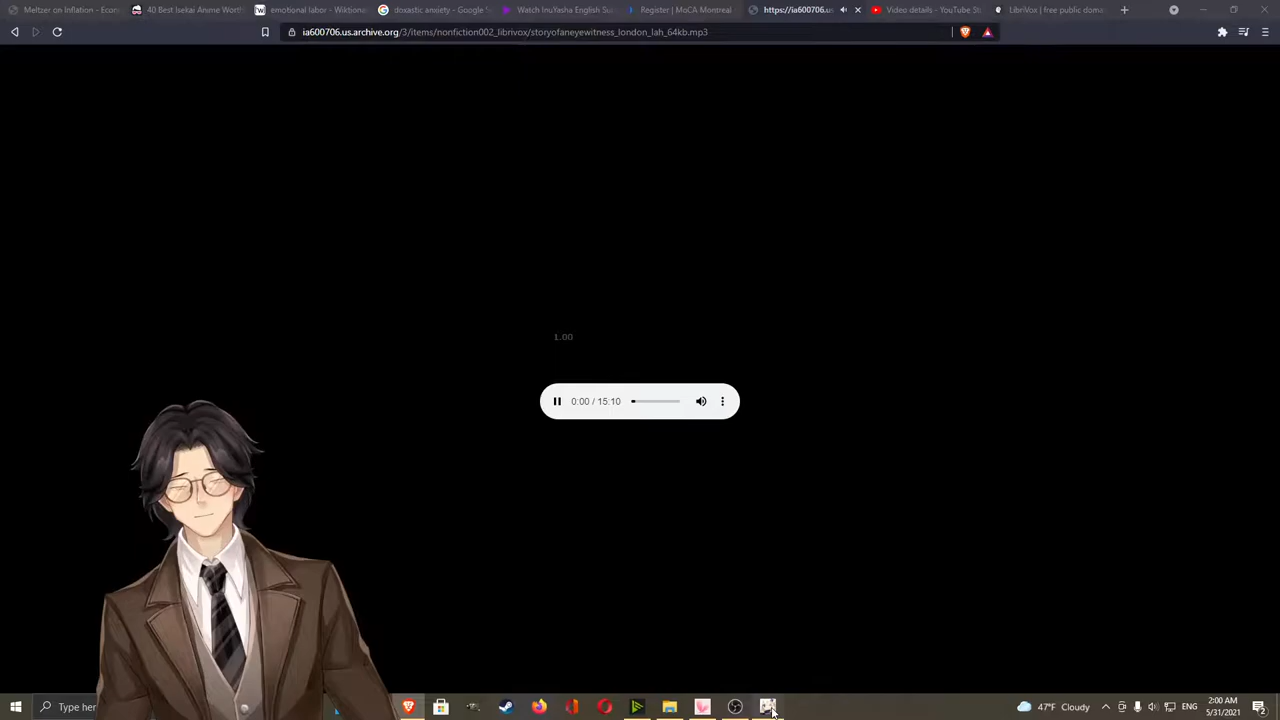 Meltzer on Inflation - Econ
40 Best Isekai Anime Worth
emotional labor - Wiktion
doxastic anxiety - Google S
Watch InuYasha English Su
Register | MoCA Montreal
https://ia600706.us
Video details - YouTube St
LibriVox | free public doma
ia600706.us.archive.org/3/items/nonfiction002_librivox/storyofaneyewitness_london_lah_64kb.mp3
1.00
0:00 / 15:10
Type her
47°F Cloudy
ENG
2:00 AM
5/31/2021
2